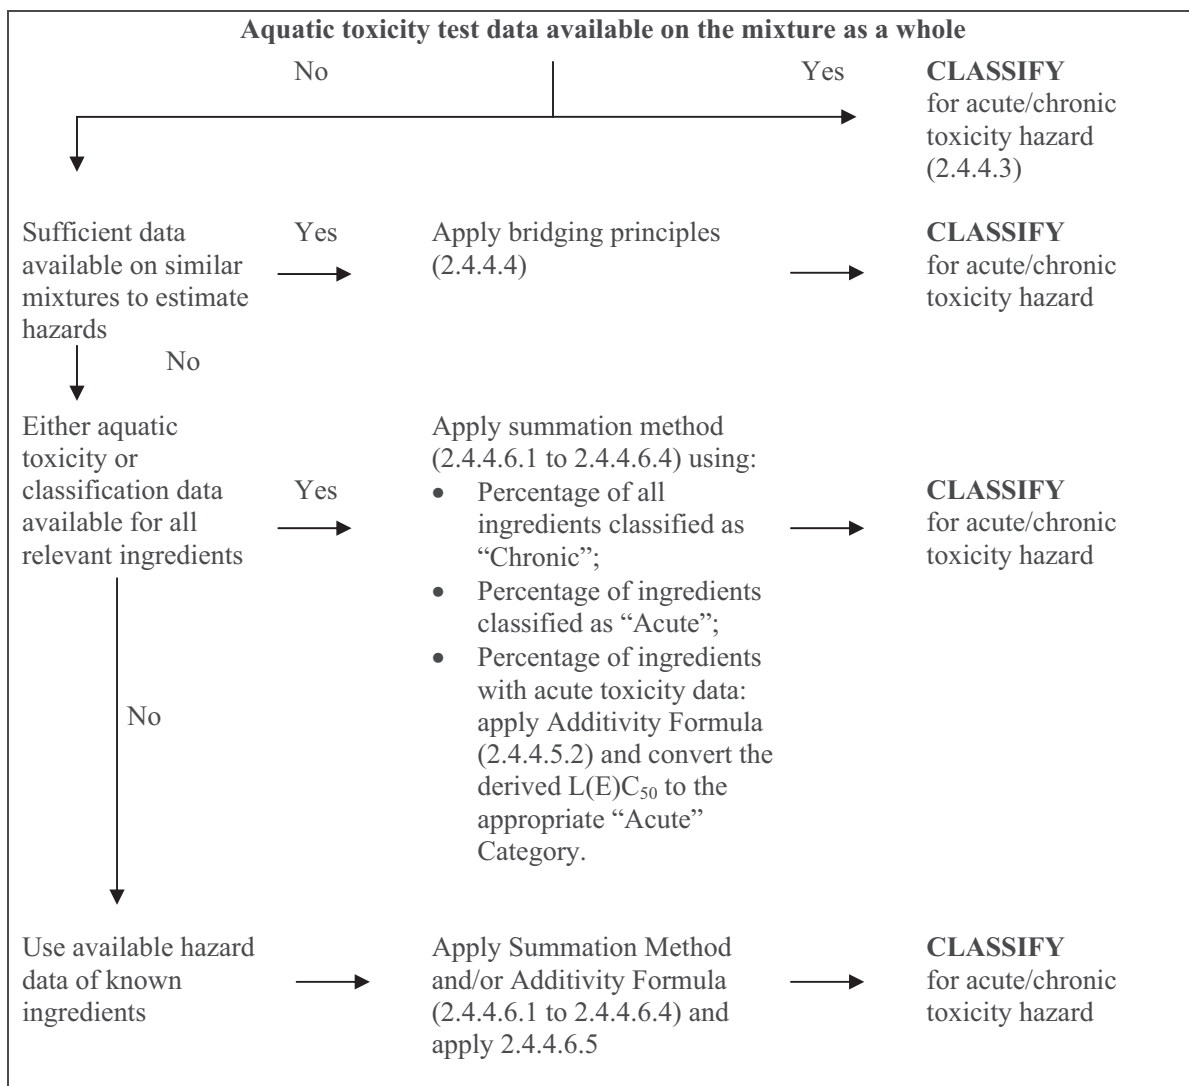 Aquatic toxicity test data available on the mixture as a whole
No
Yes
CLASSIFY
for acute/chronic
toxicity hazard
(2.4.4.3)
Sufficient data
available on similar
mixtures to estimate
hazards
Yes
Apply bridging principles
(2.4.4.4)
CLASSIFY
for acute/chronic
toxicity hazard
No
Either aquatic
toxicity or
classification data
available for all
relevant ingredients
Yes
Apply summation method
(2.4.4.6.1 to 2.4.4.6.4) using:
• Percentage of all
ingredients classified as
“Chronic”;
• Percentage of ingredients
classified as “Acute”;
• Percentage of ingredients
with acute toxicity data:
apply Additivity Formula
(2.4.4.5.2) and convert the
derived L(E)C₅₀ to the
appropriate “Acute”
Category.
CLASSIFY
for acute/chronic
toxicity hazard
No
Use available hazard
data of known
ingredients
Apply Summation Method
and/or Additivity Formula
(2.4.4.6.1 to 2.4.4.6.4) and
apply 2.4.4.6.5
CLASSIFY
for acute/chronic
toxicity hazard